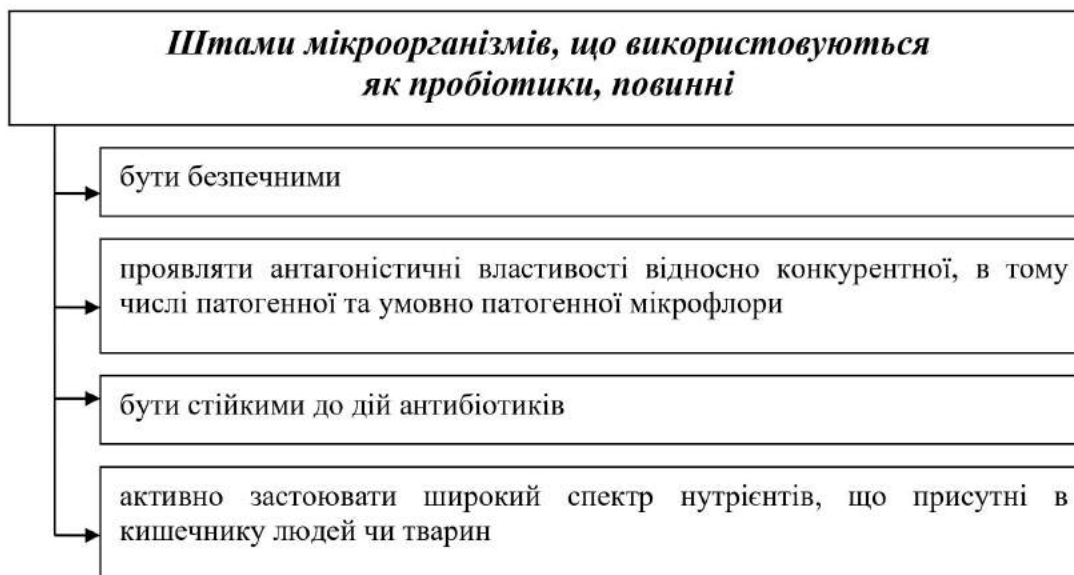 Штами мікроорганізмів, що використовуються
як пробіотики, повинні
бути безпечними
проявляти антагоністичні властивості відносно конкурентної, в тому
числі патогенної та умовно патогенної мікрофлори
бути стійкими до дій антибіотиків
активно застоювати широкий спектр нутрієнтів, що присутні в
кишечнику людей чи тварин